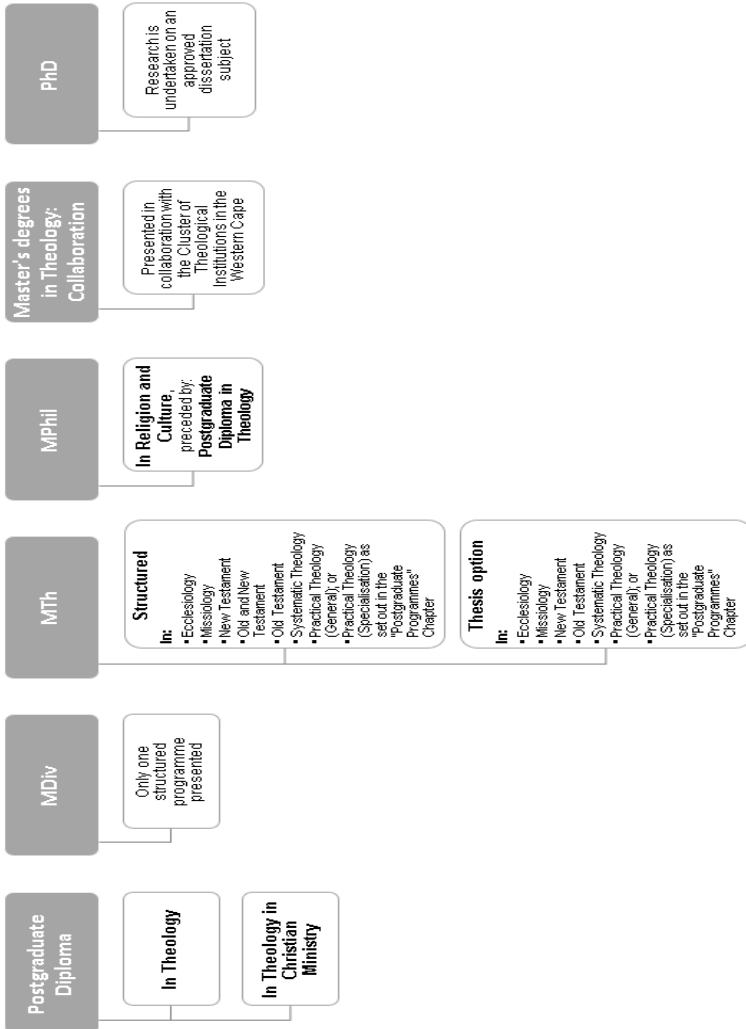 Postgraduate
Diploma
In Theology
In Theology in
Christian
Ministry
MDiv
Only one
structured
programme
presented
MTh
Structured
In:
▪ Ecclesiology
▪ Missiology
▪ New Testament
▪ Old and New
Testament
▪ Old Testament
▪ Systematic Theology
▪ Practical Theology
(General); or
▪ Practical Theology
(Specialisation) as
set out in the
"Postgraduate
Programmes"
Chapter
Thesis option
In:
▪ Ecclesiology
▪ Missiology
▪ New Testament
▪ Old Testament
▪ Systematic Theology
▪ Practical Theology
(General); or
▪ Practical Theology
(Specialisation) as
set out in the
"Postgraduate
Programmes"
Chapter
MPhil
In Religion and
Culture,
preceded by:
Postgraduate
Diploma in
Theology
Master's degrees
in Theology:
Collaboration
Presented in
collaboration with
the Cluster of
Theological
Institutions in the
Western Cape
PhD
Research is
undertaken on an
approved
dissertation
subject